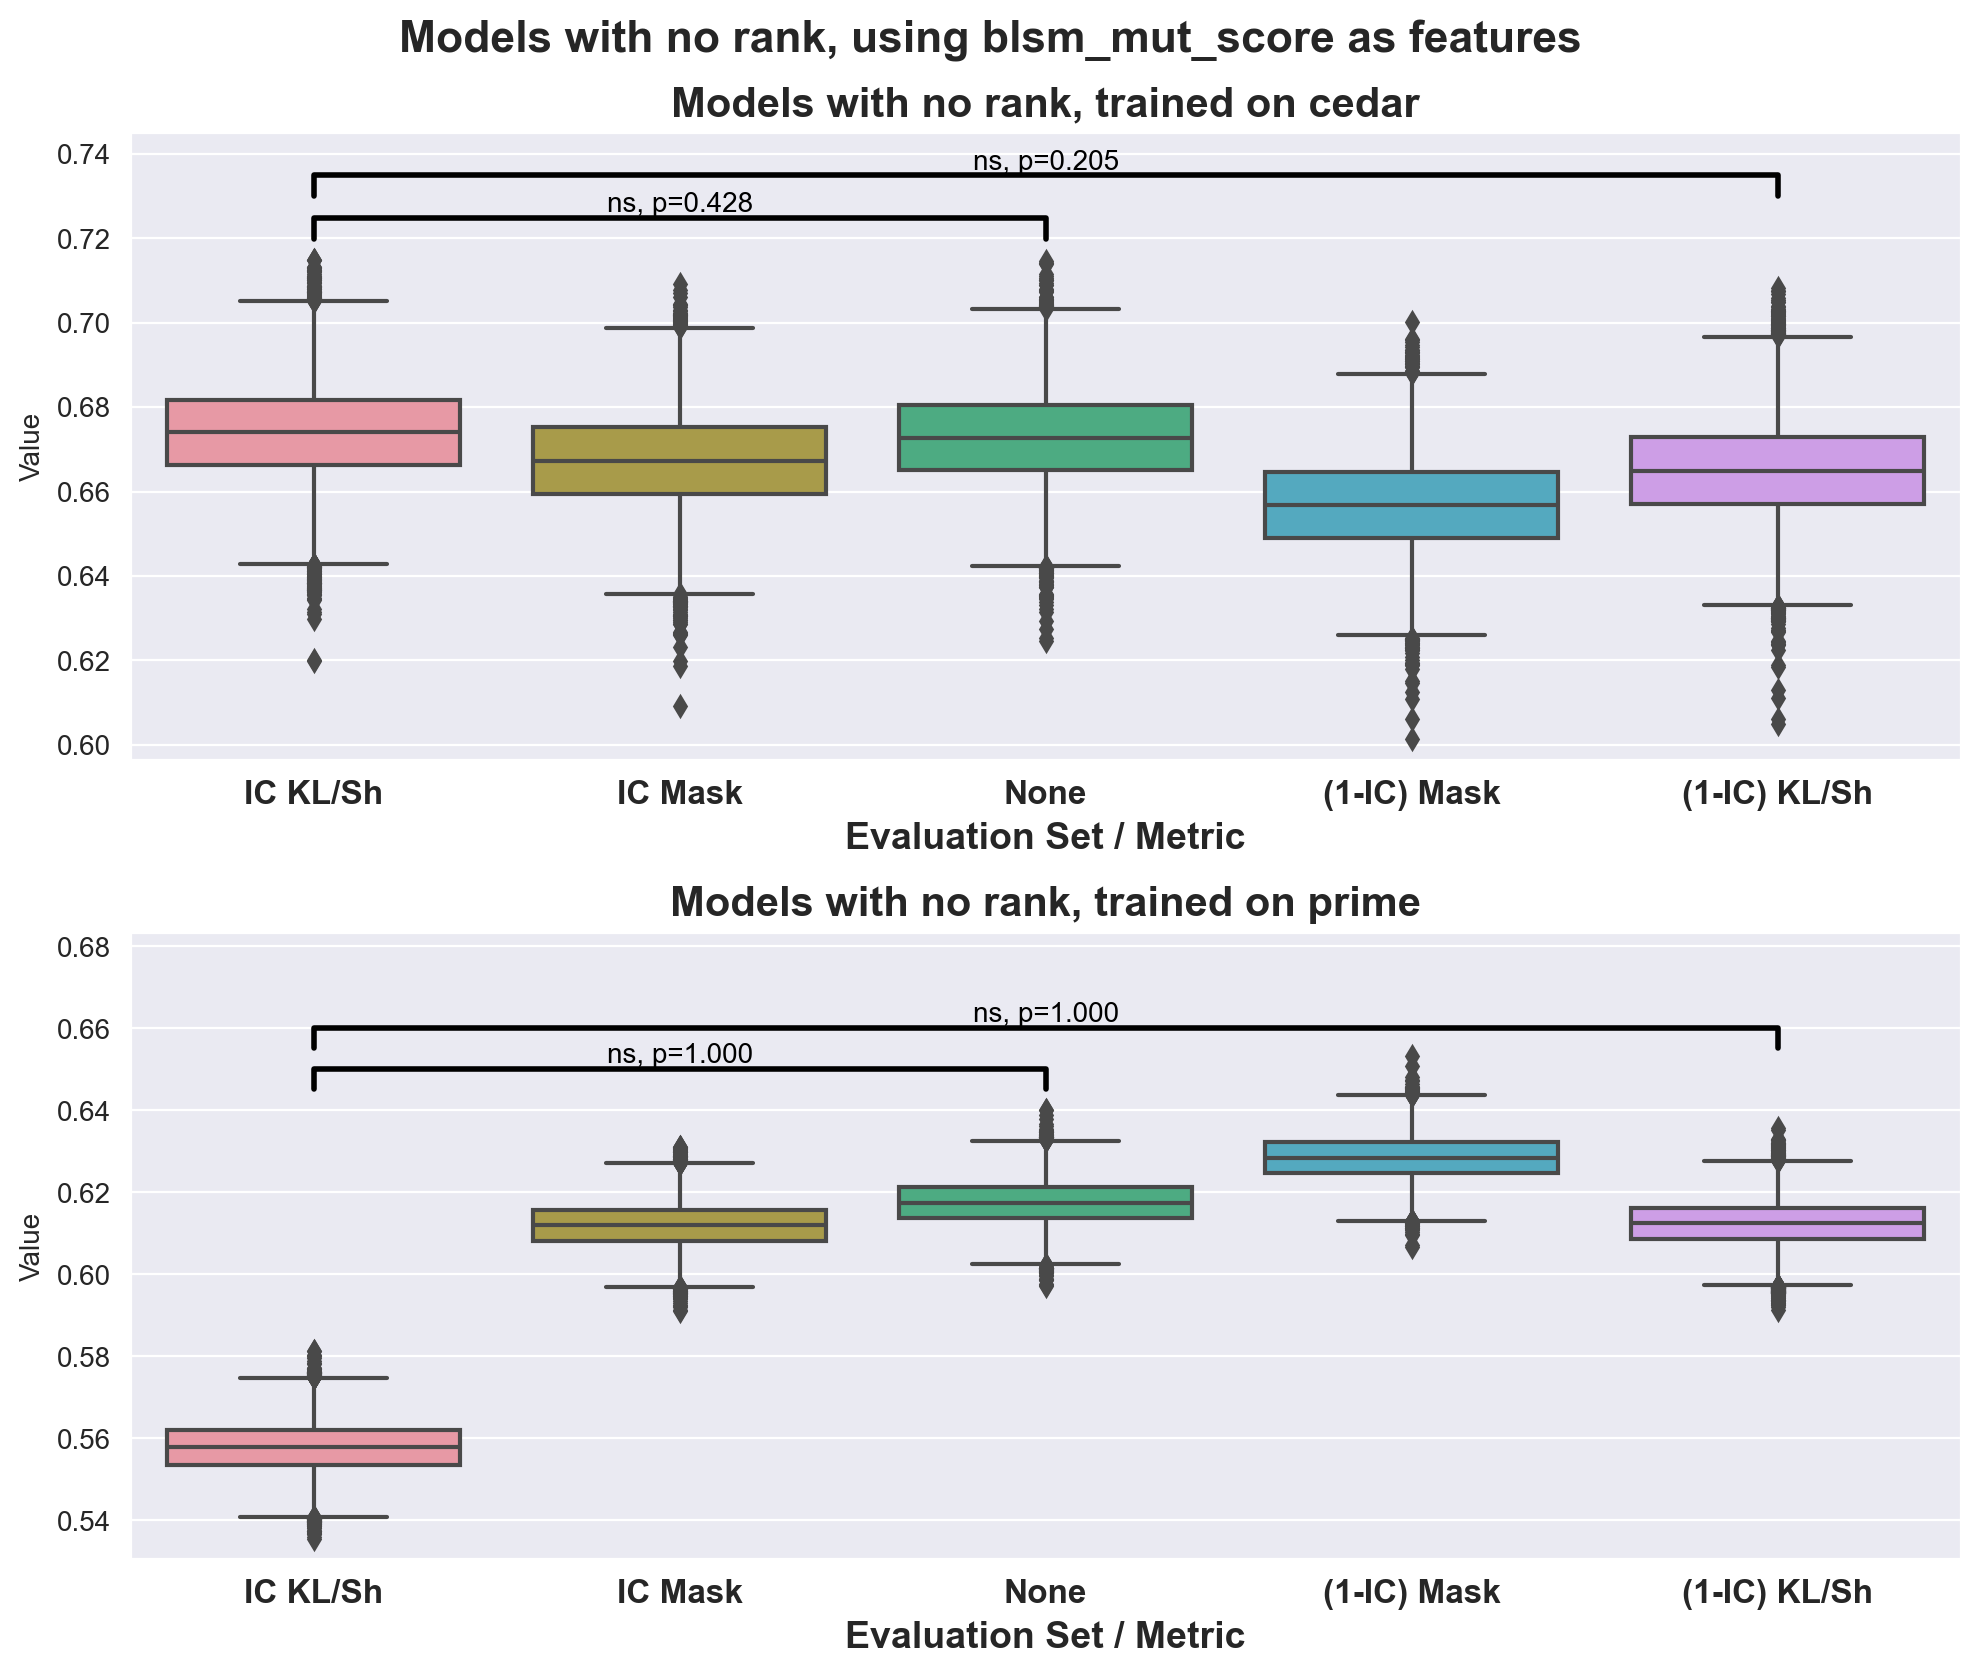 Models with no rank, using blsm_mut_score as features
Models with no rank, trained on cedar
0.74
0.72
0.70
0.68
0.66
0.64
0.62
0.60
Value
ns, p=0.205
ns, p=0.428
IC KL/Sh
IC Mask
None
(1-IC) Mask
(1-IC) KL/Sh
Evaluation Set / Metric
Models with no rank, trained on prime
0.68
0.66
0.64
0.62
0.60
0.58
0.56
0.54
Value
ns, p=1.000
ns, p=1.000
IC KL/Sh
IC Mask
None
(1-IC) Mask
(1-IC) KL/Sh
Evaluation Set / Metric